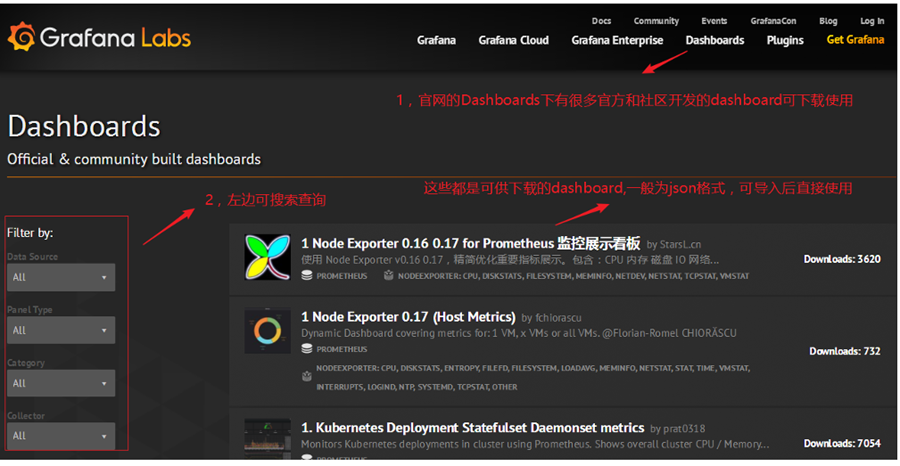 Docs Community Events GrafanaCon Blog Log In
Grafana Labs
Grafana Grafana Cloud Grafana Enterprise Dashboards Plugins Get Grafana
1，官网的Dashboards下有很多官方和社区开发的dashboard可下载使用
Dashboards
Official & community built dashboards
这些都是可供下载的dashboard,一般为json格式，可导入后直接使用
2，左边可搜索查询
Filter by:
Data Source
All
Panel Type
All
Category
All
Collector
All
1 Node Exporter 0.16 0.17 for Prometheus 监控展示看板 by StarsL.cn
使用 Node Exporter v0.16 0.17，精简优化重要指标展示。包含：CPU 内存 磁盘 IO 网络...
PROMETHEUS NODEEXPORTER: CPU, DISKSTATS, FILESYSTEM, MEMINFO, NETDEV, NETSTAT, TCPSTAT, VMSTAT
Downloads: 3620
1 Node Exporter 0.17 (Host Metrics) by fchiorascu
Dynamic Dashboard covering metrics for: 1 VM, x VMs or all VMs. @Florian-Romel CHIORĂSCU
PROMETHEUS
NODEEXPORTER: CPU, DISKSTATS, ENTROPY, FILEFD, FILESYSTEM, LOADAVG, MEMINFO, NETSTAT, STAT, TIME, VMSTAT,
INTERRUPTS, LOGIND, NTP, SYSTEMD, TCPSTAT, OTHER
Downloads: 732
1. Kubernetes Deployment Statefulset Daemonset metrics by prat0318
Monitors Kubernetes deployments in cluster using Prometheus. Shows overall cluster CPU / Memory...
PROMETHEUS
Downloads: 7054